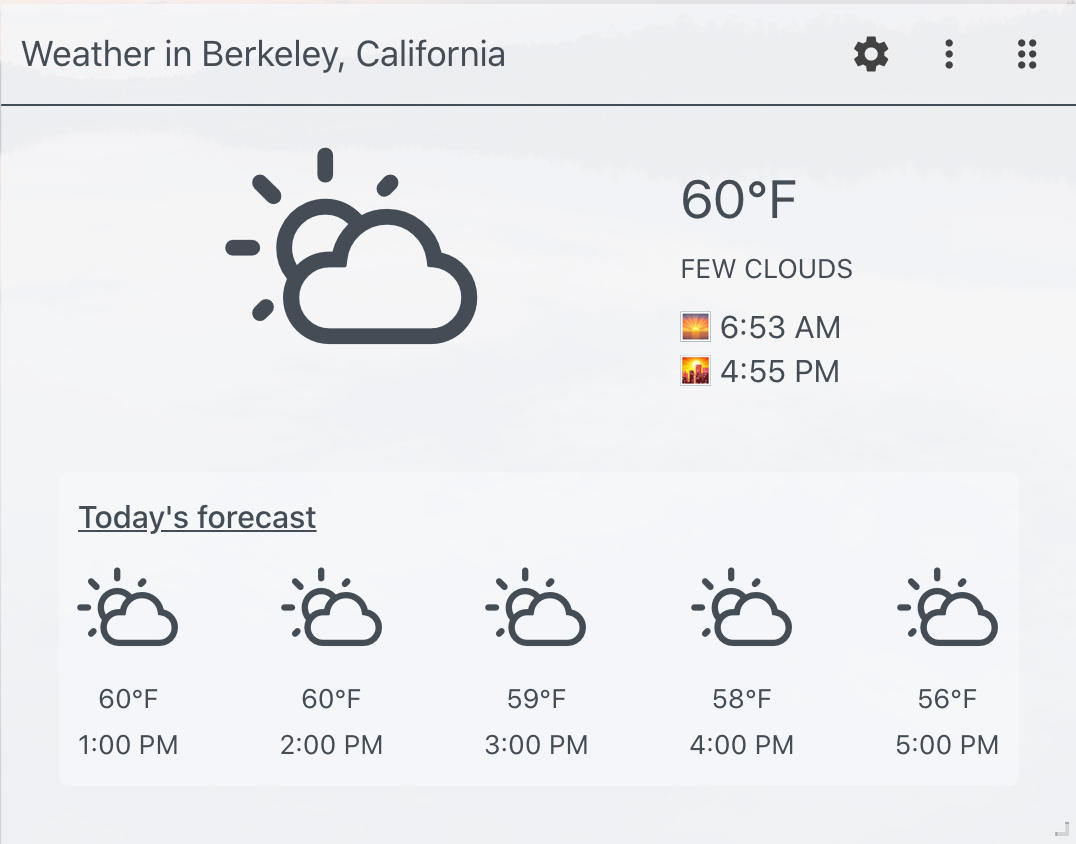 Weather in Berkeley, California
60°F
FEW CLOUDS
6:53 AM
4:55 PM
Today's forecast
60°F 60°F 59°F 58°F 56°F
1:00 PM 2:00 PM 3:00 PM 4:00 PM 5:00 PM